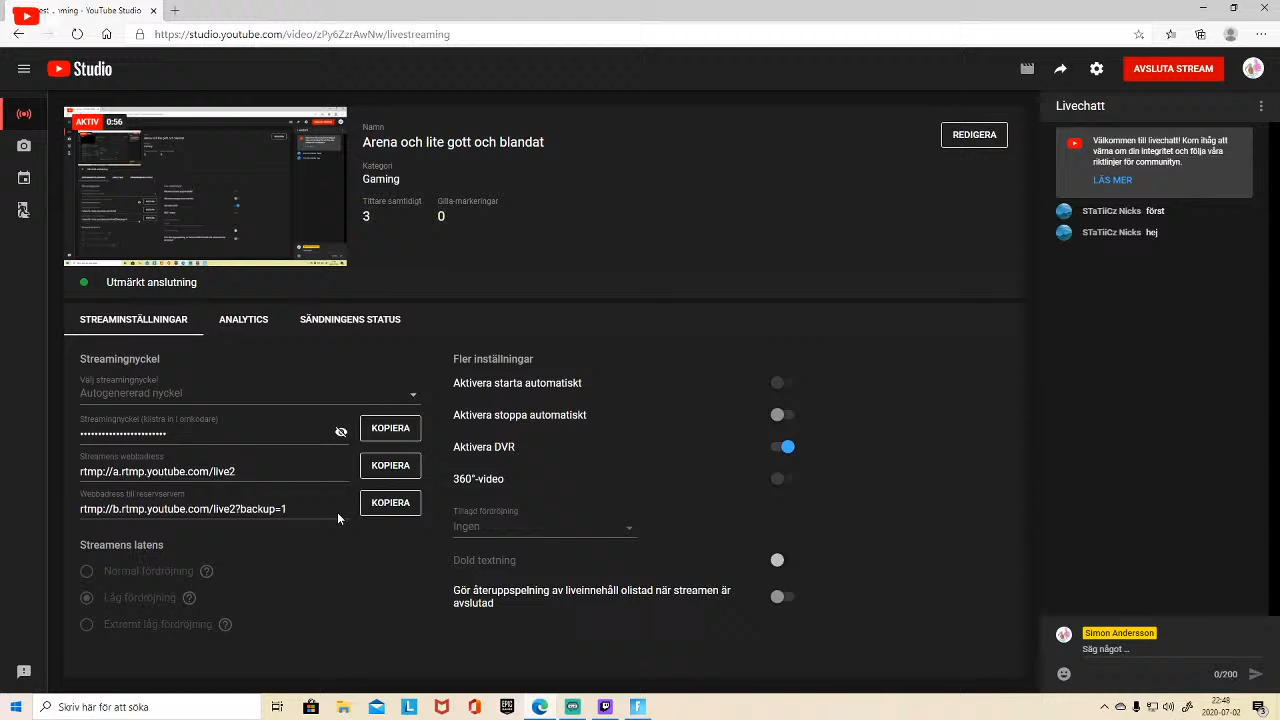 YouTube Studio
https://studio.youtube.com/video/zPy6ZzrAwNw/livestreaming
Studio
AVSLUTA STREAM
AKTIV 0:56
Namn
Arena och lite gott och blandat
REDIGERA
Kategori
Gaming
Tittare samtidigt Gilla-markeringar
3 0
Utmärkt anslutning
STREAMINSTÄLLNINGAR ANALYTICS SÄNDNINGENS STATUS
Streamingnyckel
Välj streamingnyckel
Autogenererad nyckel
Streamingnyckel (klistra in i omkodare)
•••••••••••••••••••••••• KOPIERA
Streamens webbadress
rtmp://a.rtmp.youtube.com/live2 KOPIERA
Webbadress till reservservern
rtmp://b.rtmp.youtube.com/live2?backup=1 KOPIERA
Streamens latens
Normal fördröjning
Låg fördröjning
Extremt låg fördröjning
Fler inställningar
Aktivera starta automatiskt
Aktivera stoppa automatiskt
Aktivera DVR
360°-video
Tillagd fördröjning
Ingen
Dold textning
Gör återuppspelning av liveinnehåll olistad när streamen är
avslutad
Livechatt
Välkommen till livechatt! Kom ihåg att
värna om din integritet och följa våra
riktlinjer för communityn.
LÄS MER
STaTiiCz Nicks först
STaTiiCz Nicks hej
Simon Andersson
Säg något ...
0/200
Skriv här för att söka
22:48
2020-07-02